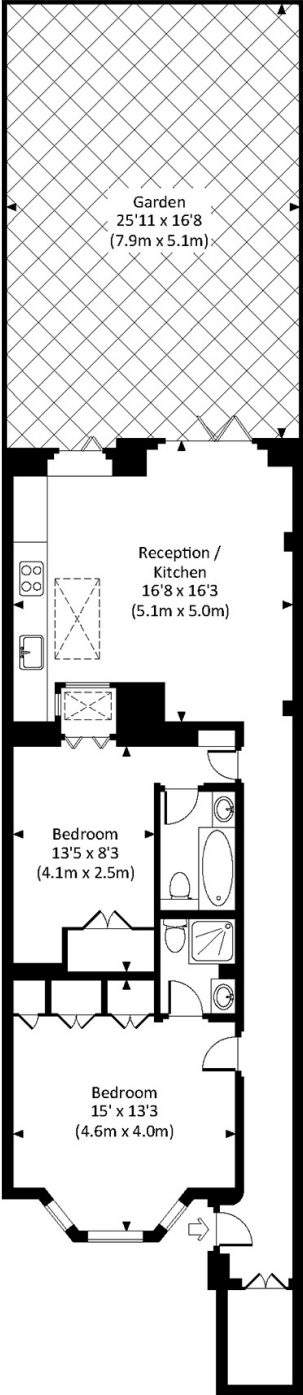 Garden
25'11 x 16'8
(7.9m x 5.1m)
Reception /
Kitchen
16'8 x 16'3
(5.1m x 5.0m)
Bedroom
13'5 x 8'3
(4.1m x 2.5m)
Bedroom
15' x 13'3
(4.6m x 4.0m)